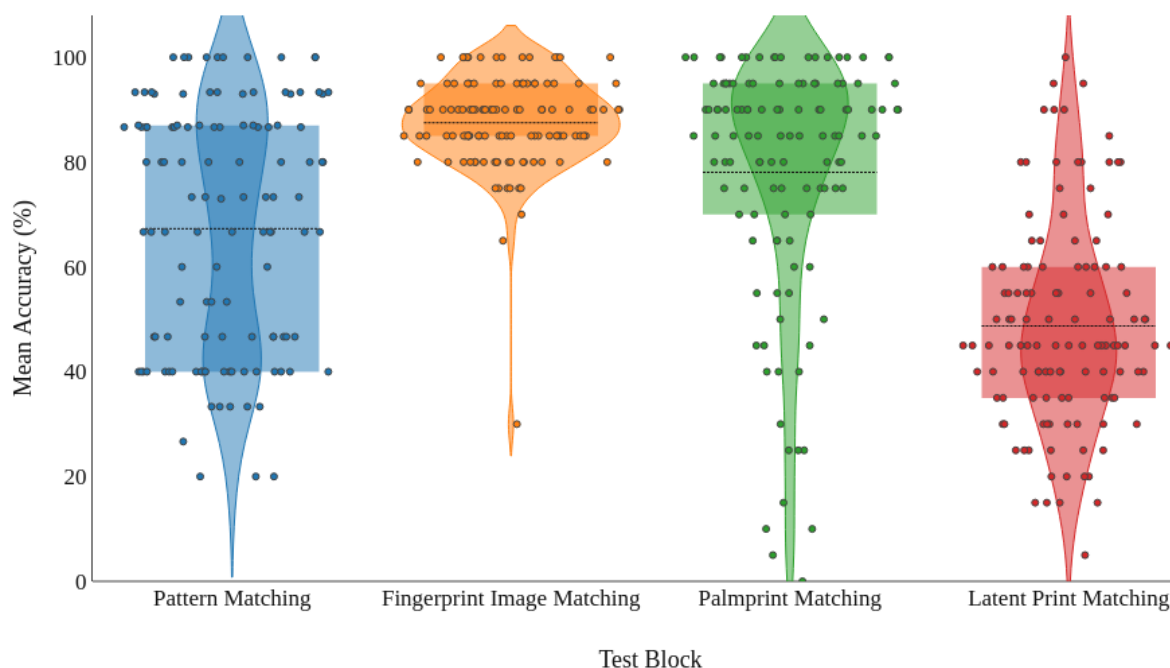 Mean Accuracy (%)
100
80
60
40
20
0
Pattern Matching
Fingerprint Image Matching
Palmprint Matching
Latent Print Matching
Test Block